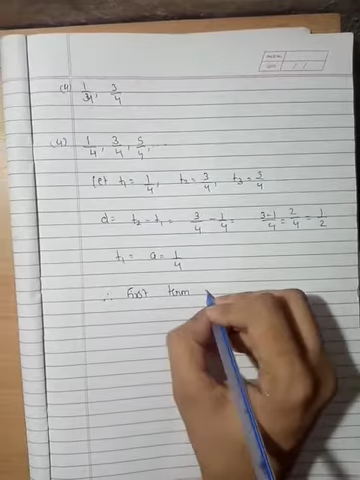 (4) 1/34, 3/4
(4) 1/4, 3/4, 5/4, ...
Let t₁ = 1/4, t₂ = 3/4, t₃ = 3/4
d = t₂ - t₁ = 3/4 - 1/4 = 3-1/4 = 2/4 = 1/2
t₁ = a = 1/4
∴ First term